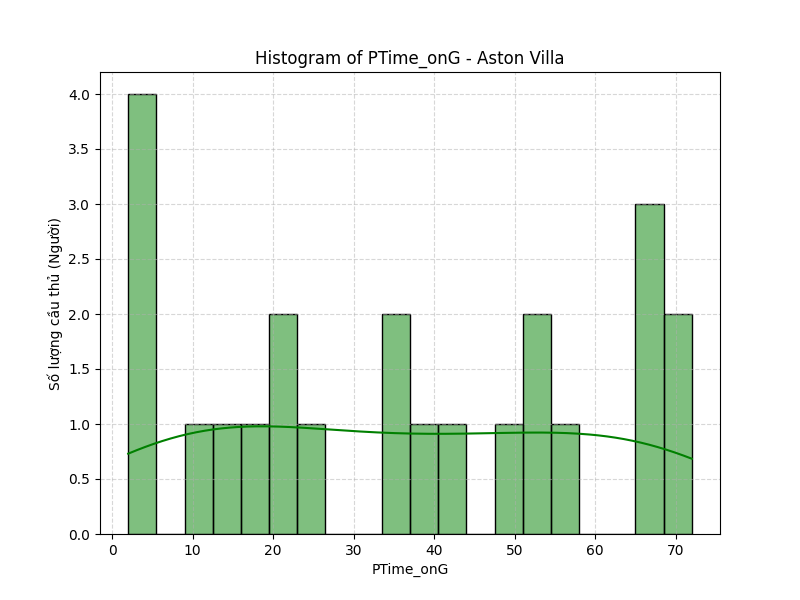 Histogram of PTime_onG - Aston Villa
Số lượng cầu thủ (Người)
4.0
3.5
3.0
2.5
2.0
1.5
1.0
0.5
0.0
0 10 20 30 40 50 60 70
PTime_onG